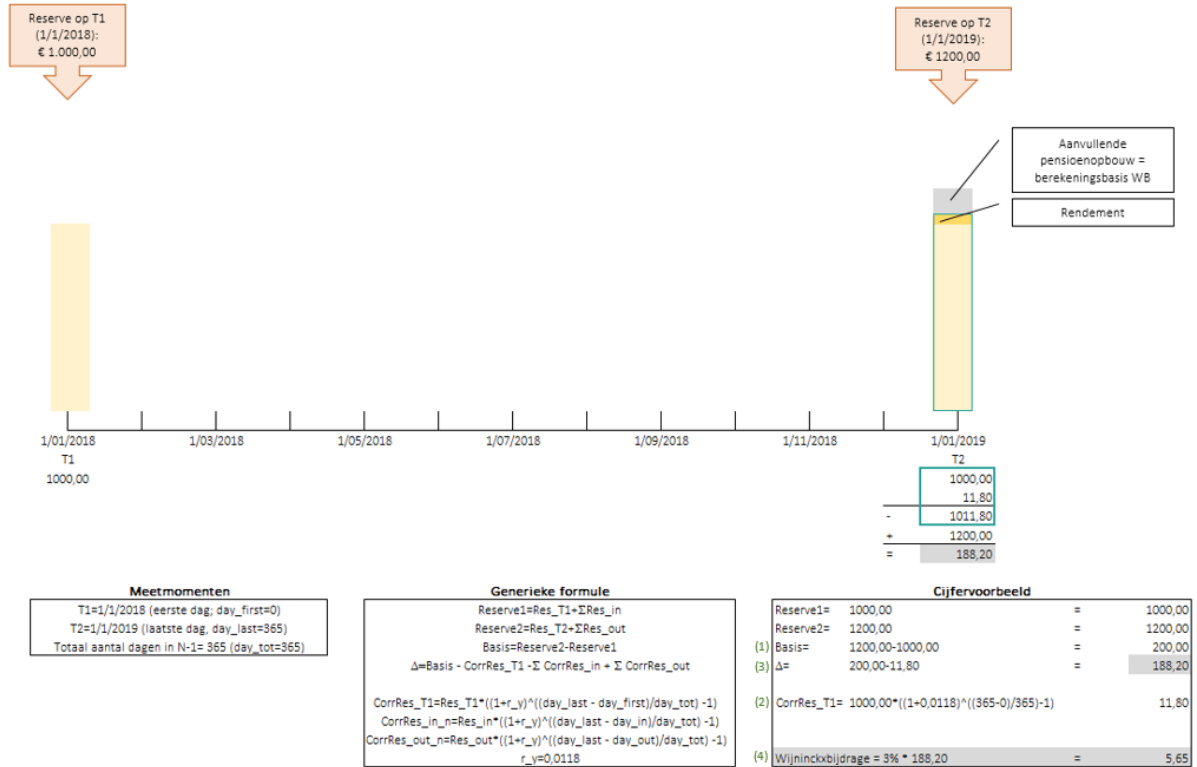 Reserve op T1
(1/1/2018):
€ 1.000,00
Reserve op T2
(1/1/2019):
€ 1200,00
Aanvullende
pensioenopbouw =
berekeningsbasis WB
Rendement
1/01/2018
1/03/2018
1/05/2018
1/07/2018
1/09/2018
1/11/2018
1/01/2019
T1
T2
1000,00
1000,00
11,80
- 1011,80
+ 1200,00
= 188,20
Meetmomenten
T1=1/1/2018 (eerste dag; day_first=0)
T2=1/1/2019 (laatste dag, day_last=365)
Totaal aantal dagen in N-1= 365 (day_tot=365)
Generieke formule
Reserve1=Res_T1+ΣRes_in
Reserve2=Res_T2+ΣRes_out
Basis=Reserve2-Reserve1
Δ=Basis - CorrRes_T1 -Σ CorrRes_in + Σ CorrRes_out
CorrRes_T1=Res_T1*((1+r_y)^((day_last - day_first)/day_tot) -1)
CorrRes_in_n=Res_in*((1+r_y)^((day_last - day_in)/day_tot) -1)
CorrRes_out_n=Res_out*((1+r_y)^((day_last - day_out)/day_tot) -1)
r_y=0,0118
Cijfervoorbeeld
Reserve1= 1000,00 = 1000,00
Reserve2= 1200,00 = 1200,00
(1) Basis= 1200,00-1000,00 = 200,00
(3) Δ= 200,00-11,80 = 188,20
(2) CorrRes_T1= 1000,00*((1+0,0118)^((365-0)/365)-1) 11,80
(4) Wijninckxbijdrage = 3% * 188,20 = 5,65